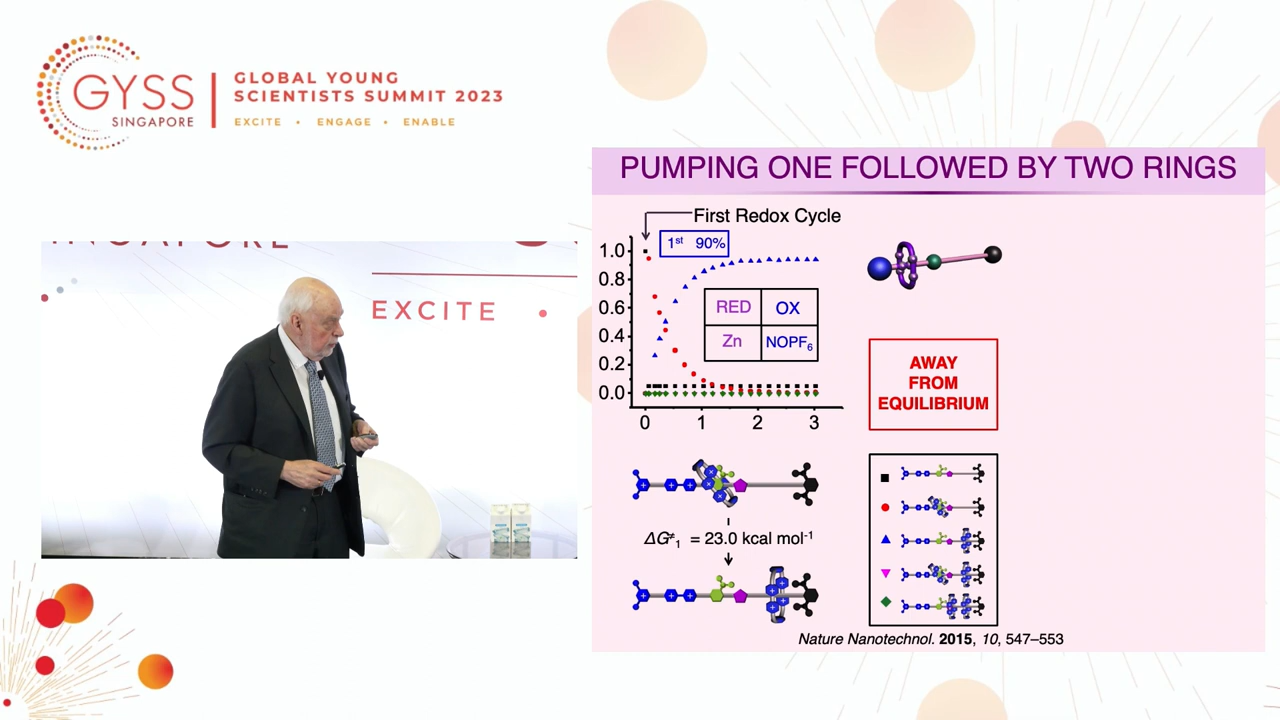 GYSS
SINGAPORE
GLOBAL YOUNG
SCIENTISTS SUMMIT 2023
EXCITE • ENGAGE • ENABLE
SINGAPORE
EXCITE
PUMPING ONE FOLLOWED BY TWO RINGS
First Redox Cycle
1st 90%
1.0
0.8
0.6
0.4
0.2
0.0
0 1 2 3
RED OX
Zn NOPF6
AWAY
FROM
EQUILIBRIUM
ΔG≠1 = 23.0 kcal mol-1
Nature Nanotechnol. 2015, 10, 547–553